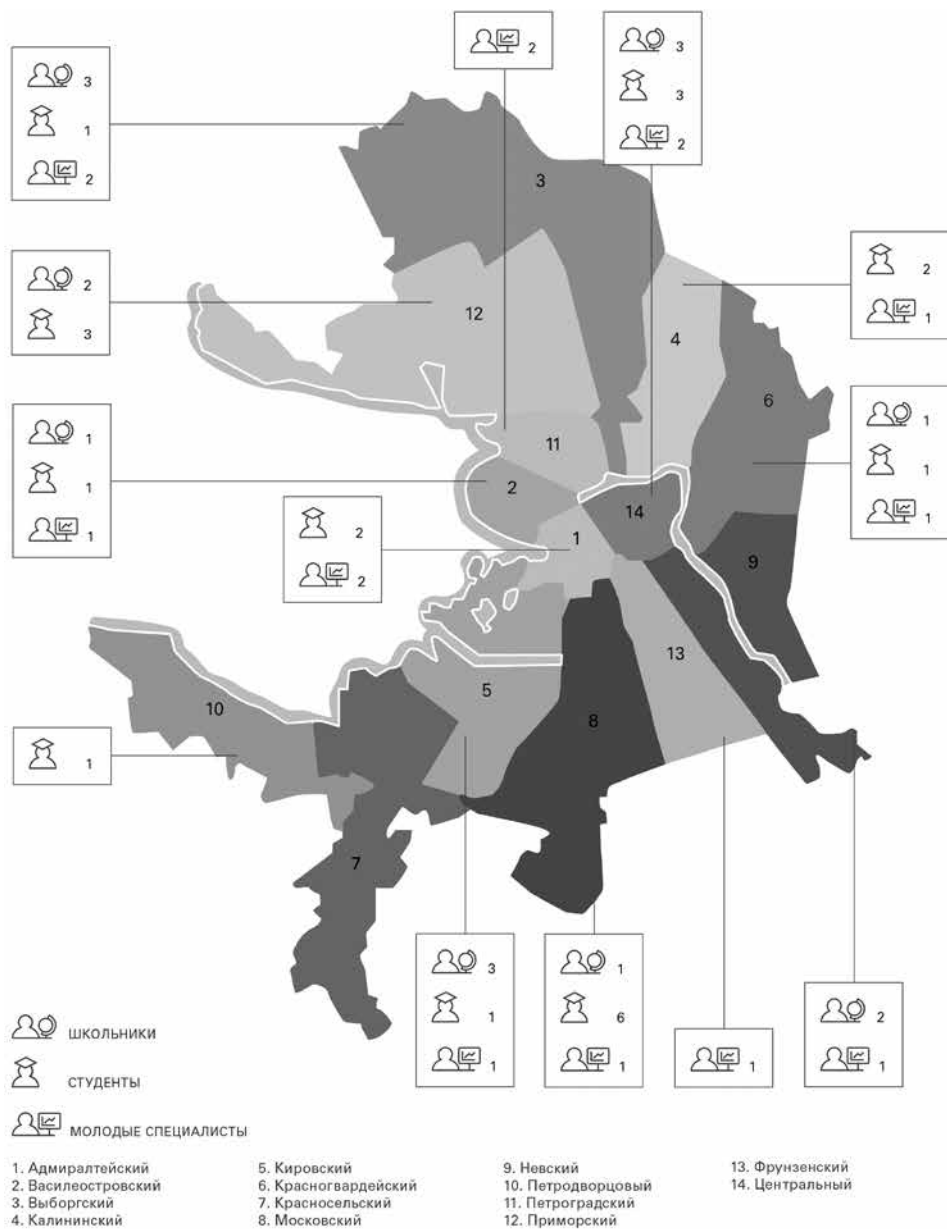 2
3
3
2
3
1
2
3
2
1
2
3
12
4
6
1
1
1
1
1
1
11
2
14
1
9
2
2
13
5
8
10
1
7
3
1
1
1
6
1
1
2
1
ШКОЛЬНИКИ
СТУДЕНТЫ
МОЛОДЫЕ СПЕЦИАЛИСТЫ
1. Адмиралтейский
2. Василеостровский
3. Выборгский
4. Калининский
5. Кировский
6. Красногвардейский
7. Красносельский
8. Московский
9. Невский
10. Петродворцовый
11. Петроградский
12. Приморский
13. Фрунзенский
14. Центральный